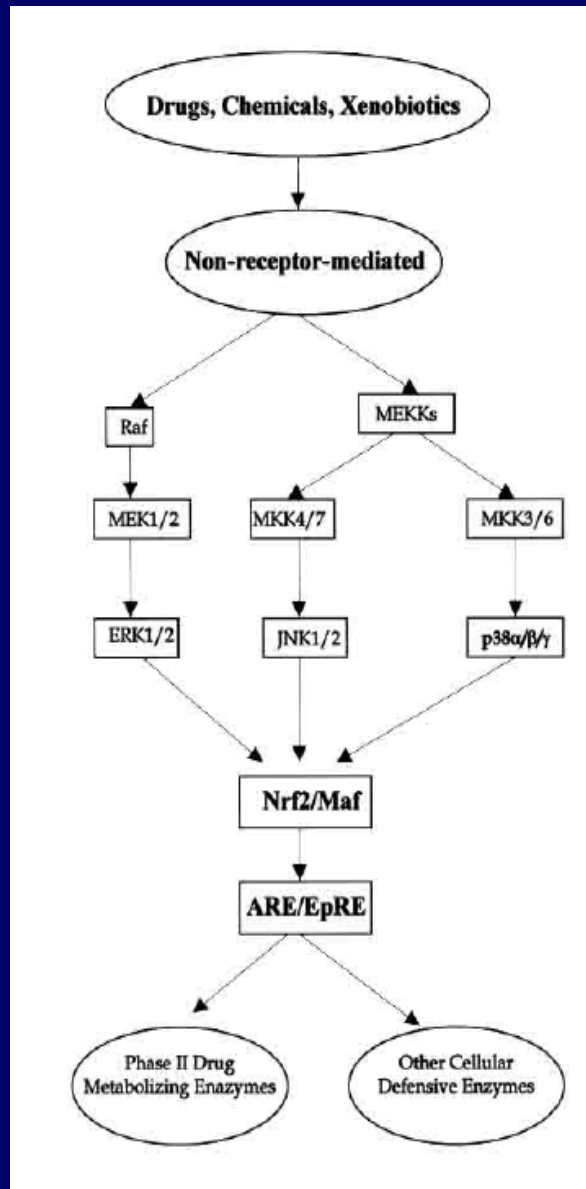 Drugs, Chemicals, Xenobiotics
Non-receptor-mediated
Raf
MEKKs
MEK1/2
MKK4/7
MKK3/6
ERK1/2
JNK1/2
p38α/β/γ
Nrf2/Maf
ARE/EpRE
Phase II Drug
Metabolizing Enazymes
Other Cellular
Defensive Enzymes